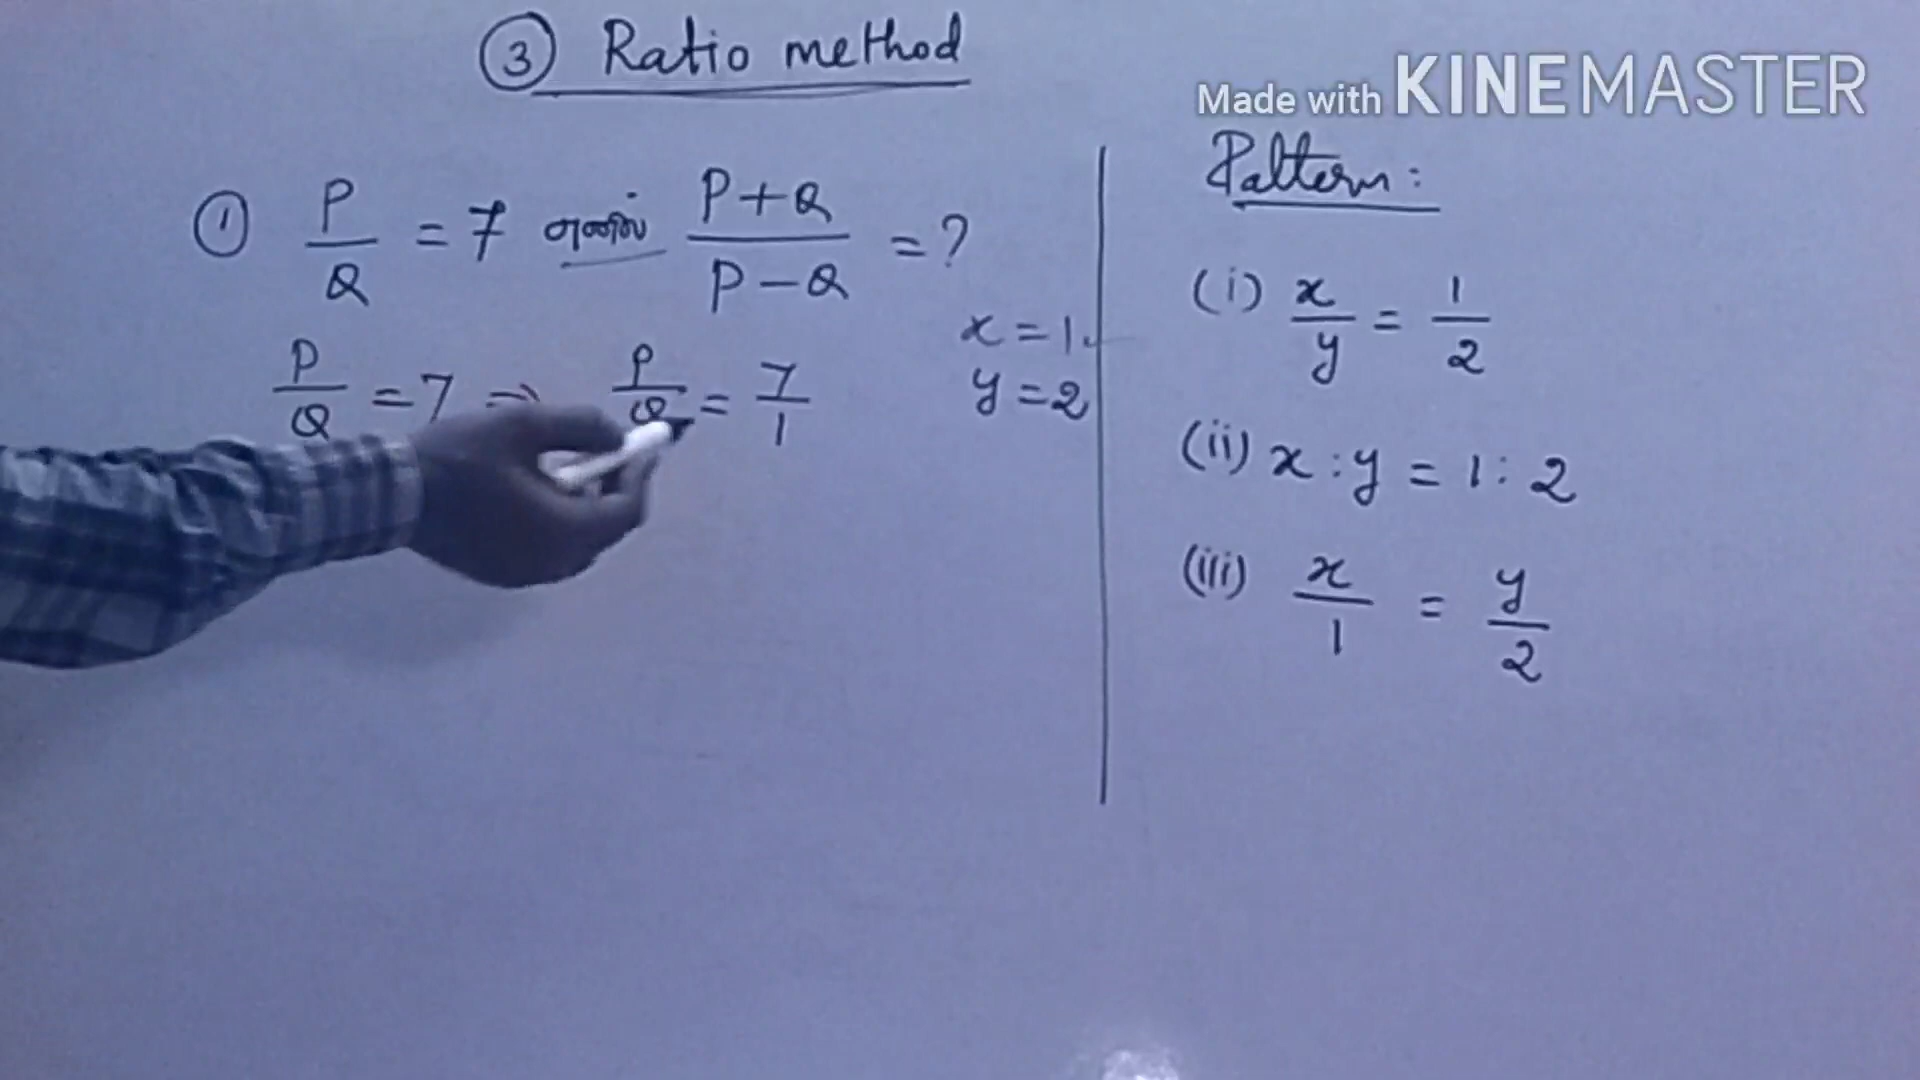 ③ Ratio method
Made with KINEMASTER
① P/Q = 7 எனில் P+Q/P-Q = ?
P/Q = 7 ⇒ P/Q = 7/1
x = 1
y = 2
Pattern:
(i) x/y = 1/2
(ii) x : y = 1 : 2
(iii) x/1 = y/2